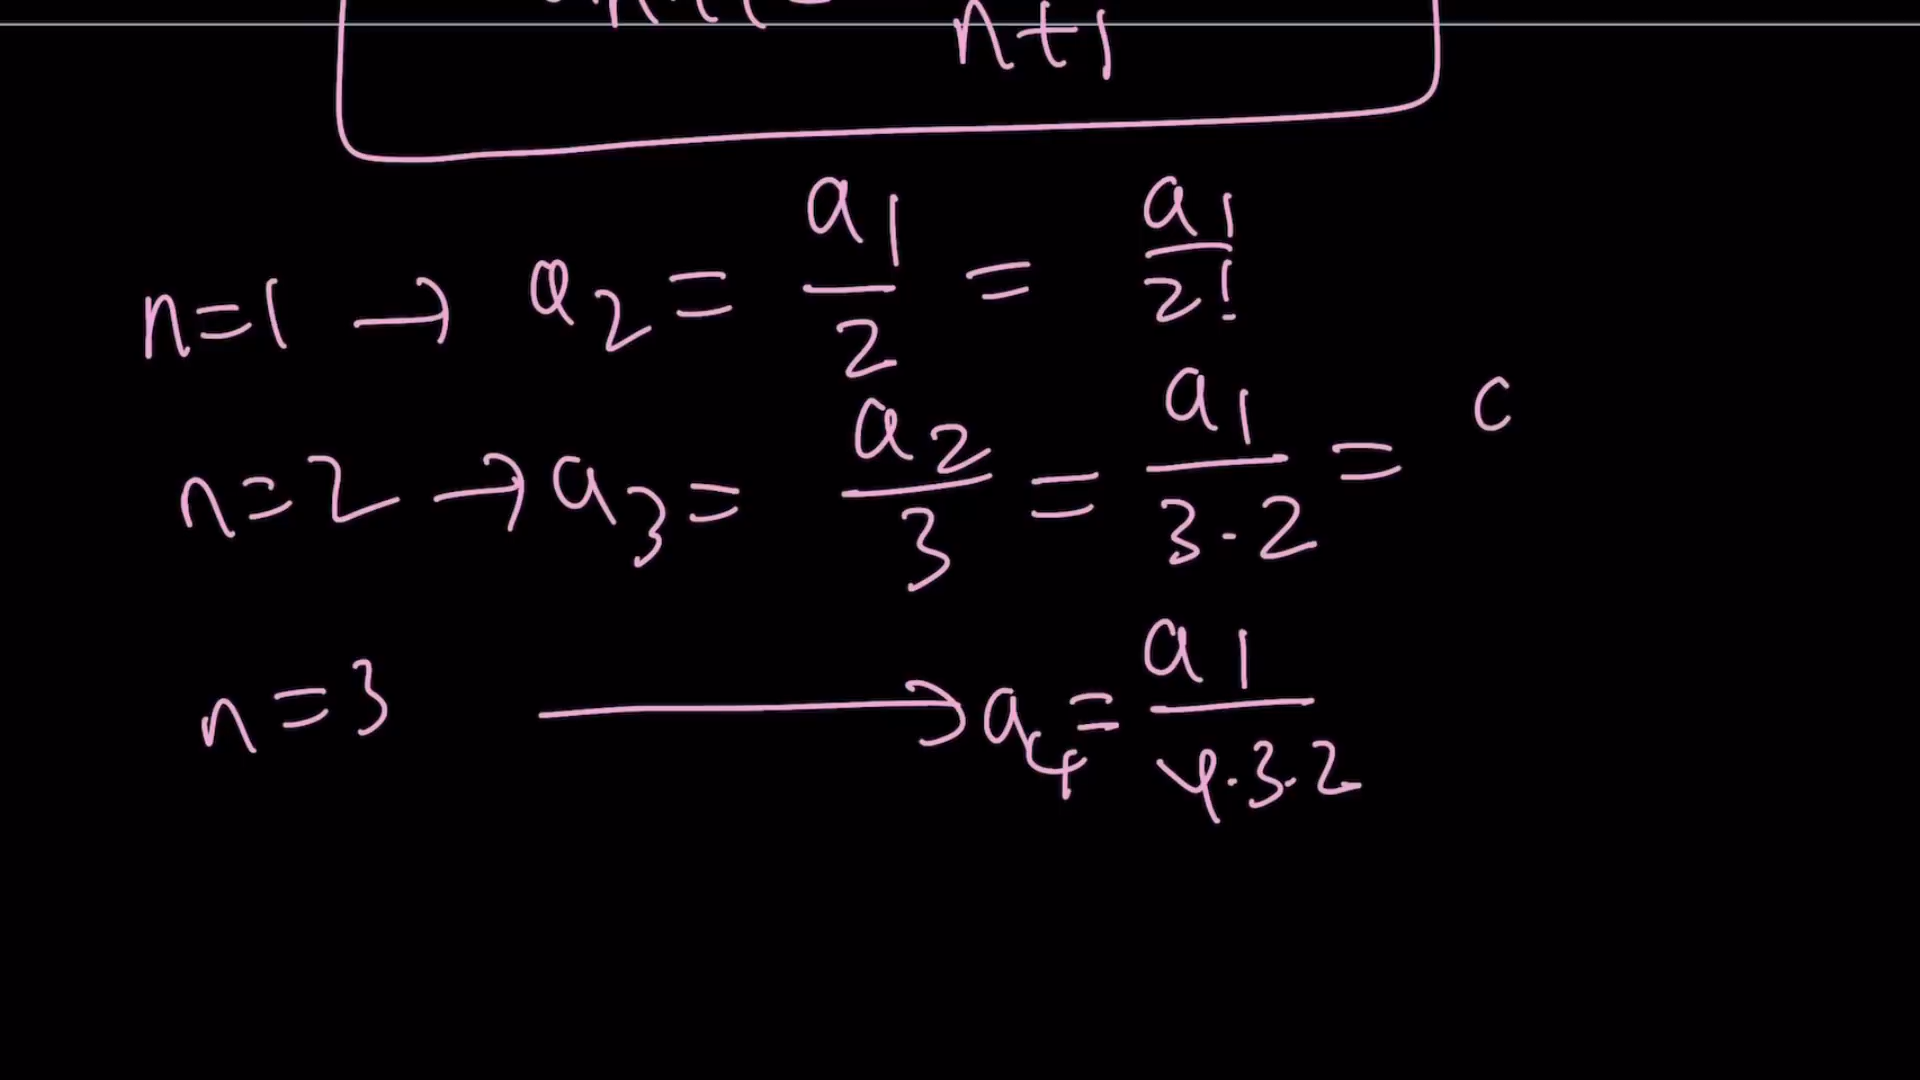 n+1
n=1 → a₂ = a₁/2 = a₁/2!
n=2 → a₃ = a₂/3 = a₁/3·2 = c
n=3 → a₄ = a₁/4·3·2